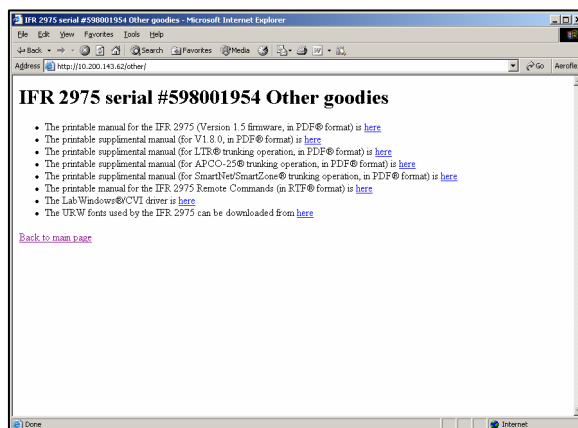 IFR 2975 serial #598001954 Other goodies - Microsoft Internet Explorer
File Edit View Favorites Tools Help
Back Search Favorites Media
Address http://10.200.143.62/other/ Go Aerofle
IFR 2975 serial #598001954 Other goodies
• The printable manual for the IFR 2975 (Version 1.5 firmware, in PDF® format) is here
• The printable supplimental manual (for V1.8.0, in PDF® format) is here
• The printable supplimental manual (for LTR® trunking operation, in PDF® format) is here
• The printable supplimental manual (for APCO-25® trunking operation, in PDF® format) is here
• The printable supplimental manual (for SmartNet/SmartZone® trunking operation, in PDF® format) is here
• The printable manual for the IFR 2975 Remote Commands (in RTF® format) is here
• The LabWindows®/CVI driver is here
• The URW fonts used by the IFR 2975 can be downloaded from here
Back to main page
Done Internet